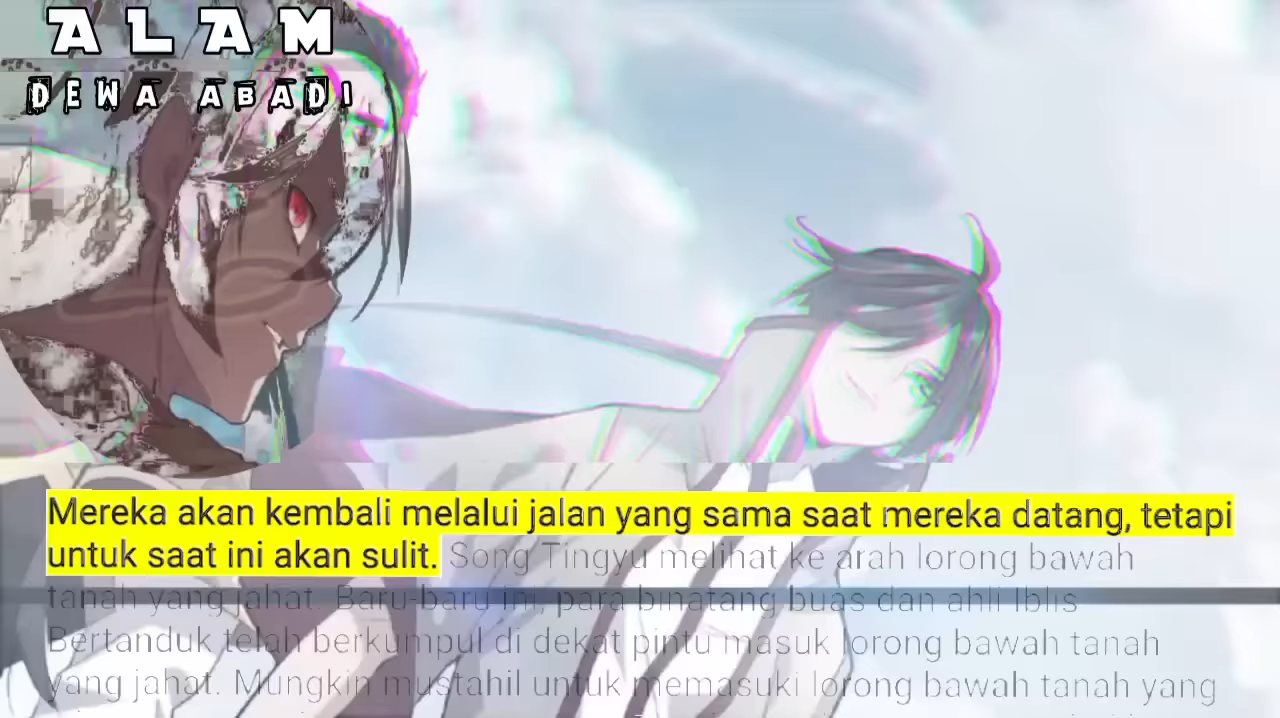 ALAM
DEWA ABADI
Mereka akan kembali melalui jalan yang sama saat mereka datang, tetapi
untuk saat ini akan sulit. Song Tingyu melihat ke arah lorong bawah
tanah yang jahat. Baru-baru ini, para binatang buas dan ahli Iblis
Bertanduk telah berkumpul di dekat pintu masuk lorong bawah tanah
yang jahat. Mungkin mustahil untuk memasuki lorong bawah tanah yang